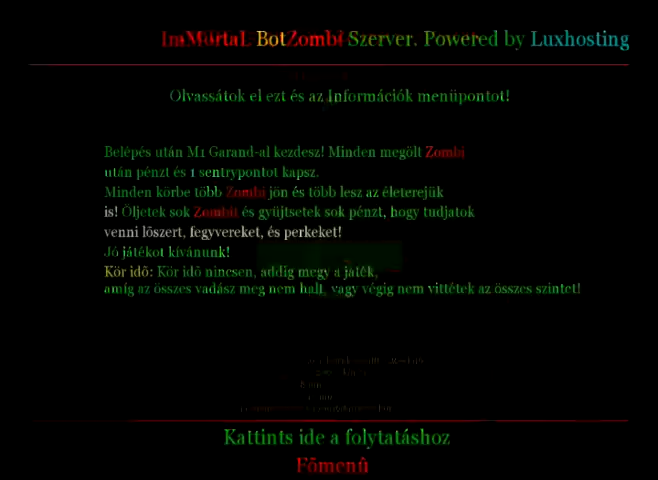 ImMortaL BotZombi Szerver. Powered by Luxhosting
Olvassátok el ezt és az Információk menüpontot!
Belépés után M1 Garand-al kezdesz! Minden megölt Zombi
után pénzt és 1 sentrypontot kapsz.
Minden körbe több Zombi jön és több lesz az életerejük
is! Öljetek sok Zombit és gyüjtsetek sok pénzt, hogy tudjatok
venni lõszert, fegyvereket, és perkeket!
Jó játékot kívánunk!
Kör idõ: Kör idõ nincsen, addig megy a játék,
amíg az összes vadász meg nem halt, vagy végig nem vittétek az összes szintet!
Kattints ide a folytatáshoz
Fõmenû